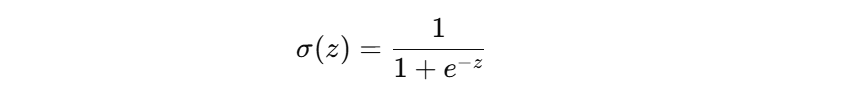 σ(z) = 1 / (1 + e^{-z})